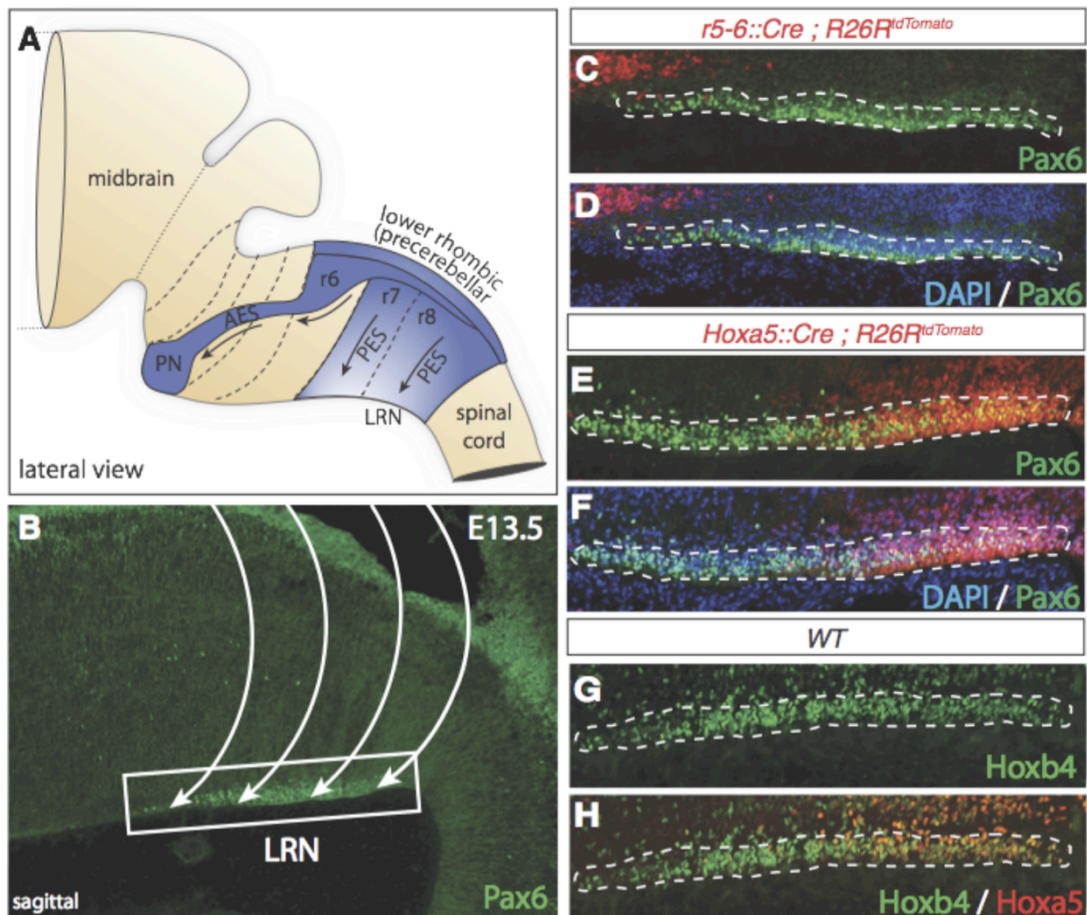 A
midbrain
lower rhombic
(precerebellar
r6
r7
r8
AES
PES
PES
PN
LRN
spinal
cord
lateral view
B
E13.5
LRN
sagittal
Pax6
r5-6::Cre ; R26RtdTomato
C
Pax6
D
DAPI / Pax6
Hoxa5::Cre ; R26RtdTomato
E
Pax6
F
DAPI / Pax6
WT
G
Hoxb4
H
Hoxb4 / Hoxa5